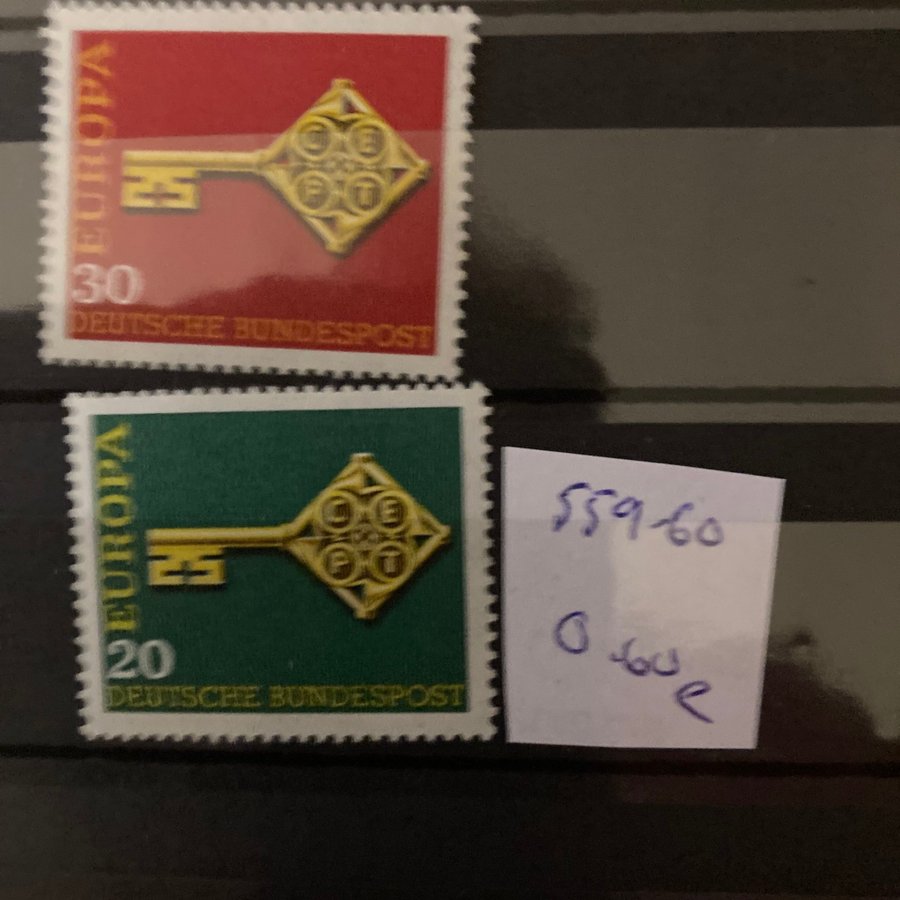 EUROPA
C E
P T
30
DEUTSCHE BUNDESPOST
EUROPA
C E
P T
20
DEUTSCHE BUNDESPOST
559-60
0.60 e